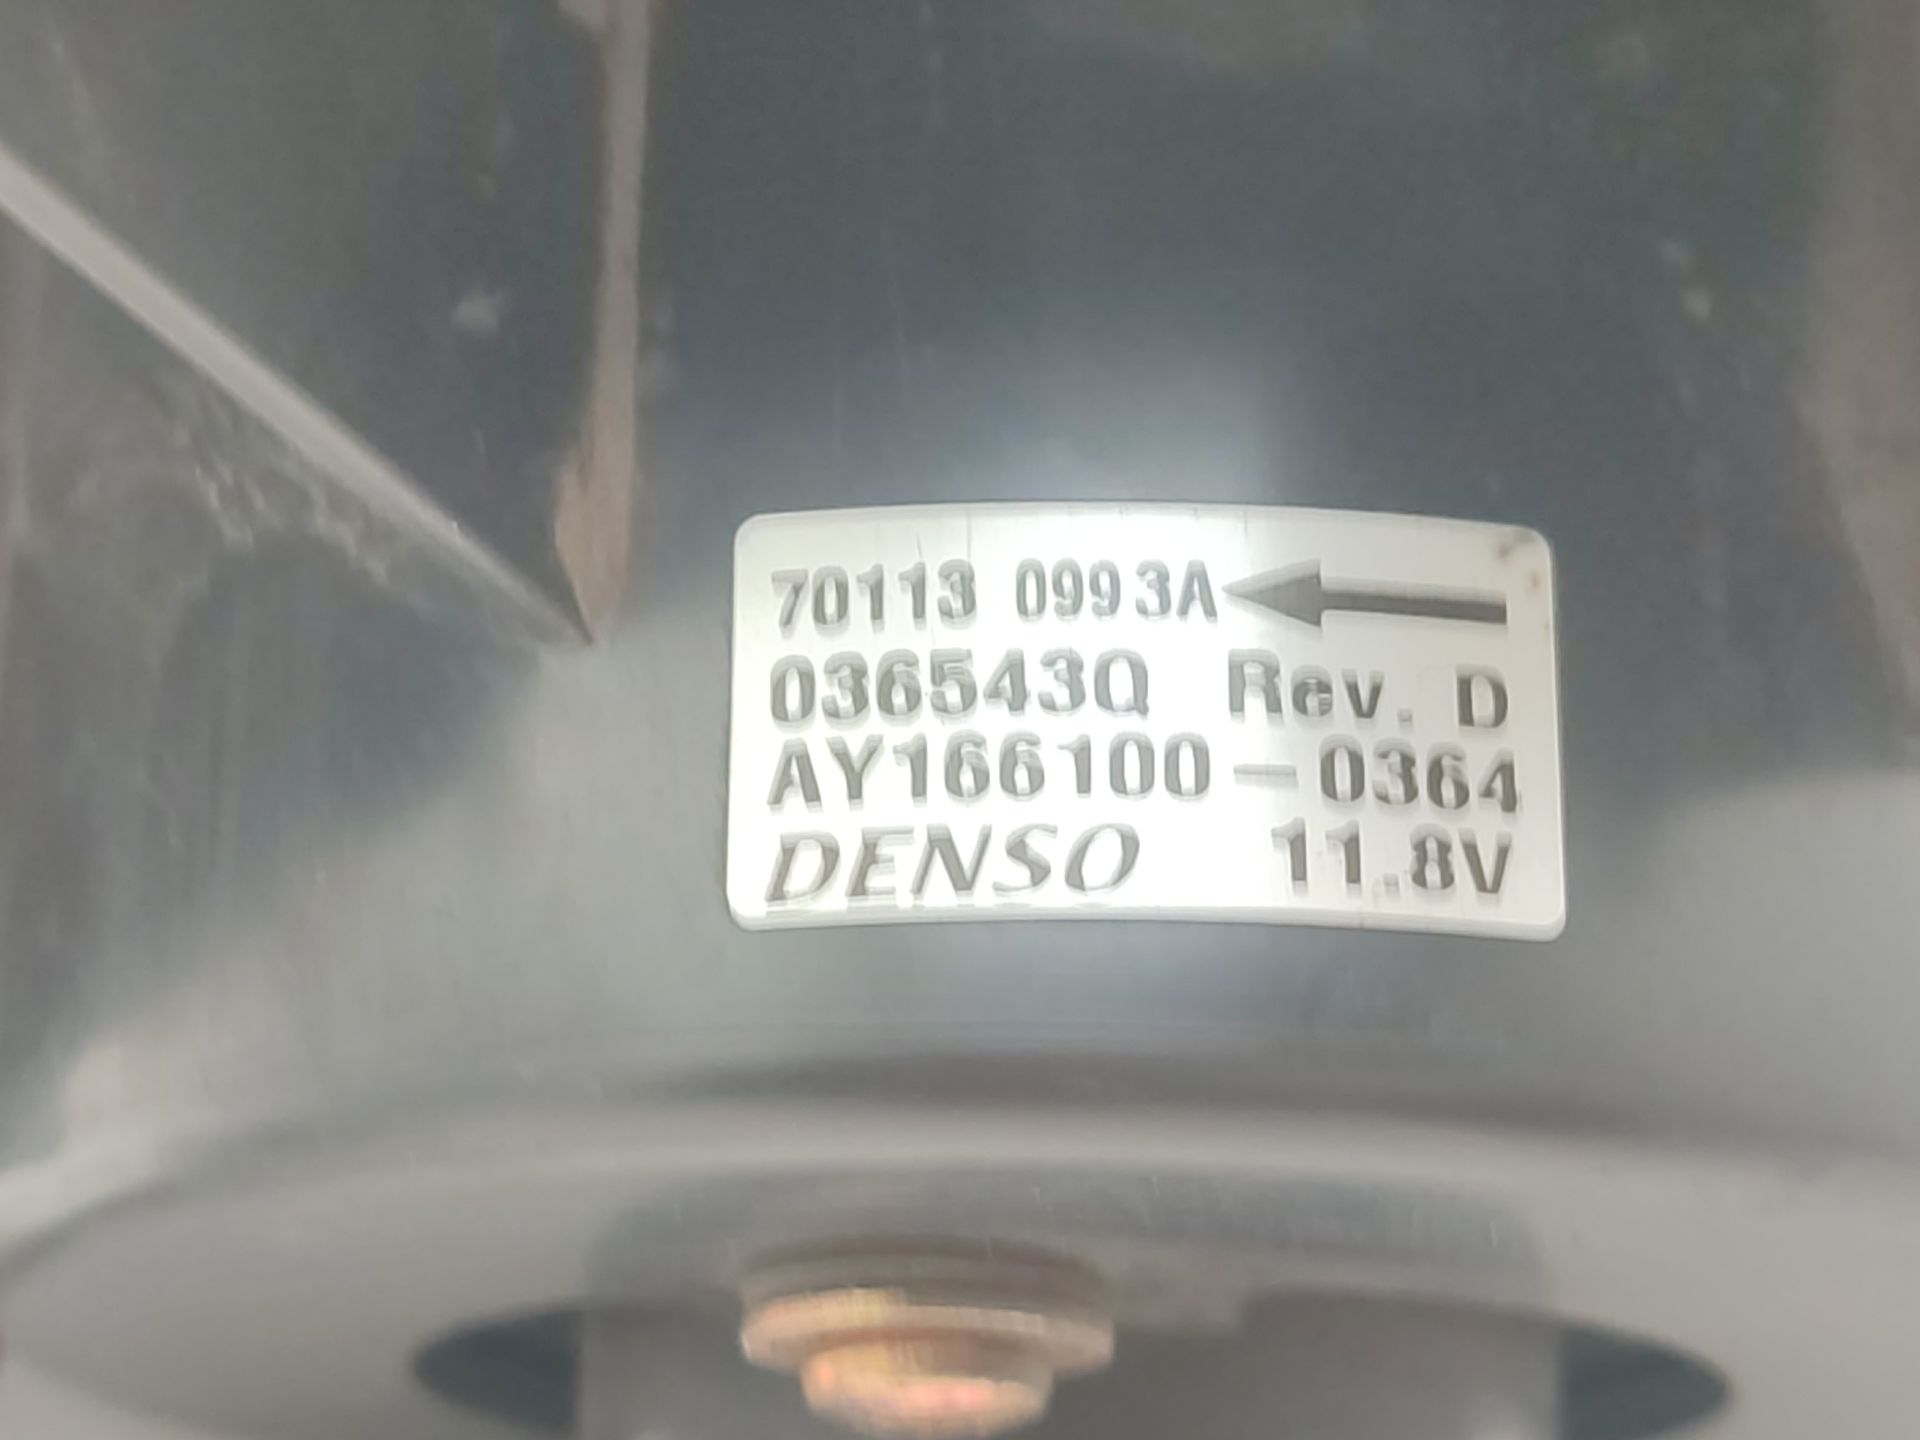 70113 0993A
036543Q Rev. D
AY166100-0364
DENSO 11.8V